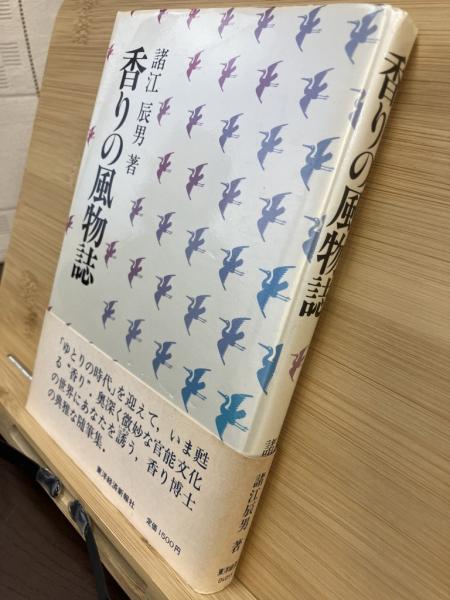 諸江辰男 著
香りの風物誌
「ゆとりの時代」を迎えて，いま甦
る“香り”，奥深く微妙な官能文化
の世界にあなたを誘う，香り博士
の典雅な随筆集．
東洋経済新報社
定価1500円
香りの風物誌
諸江辰男 著